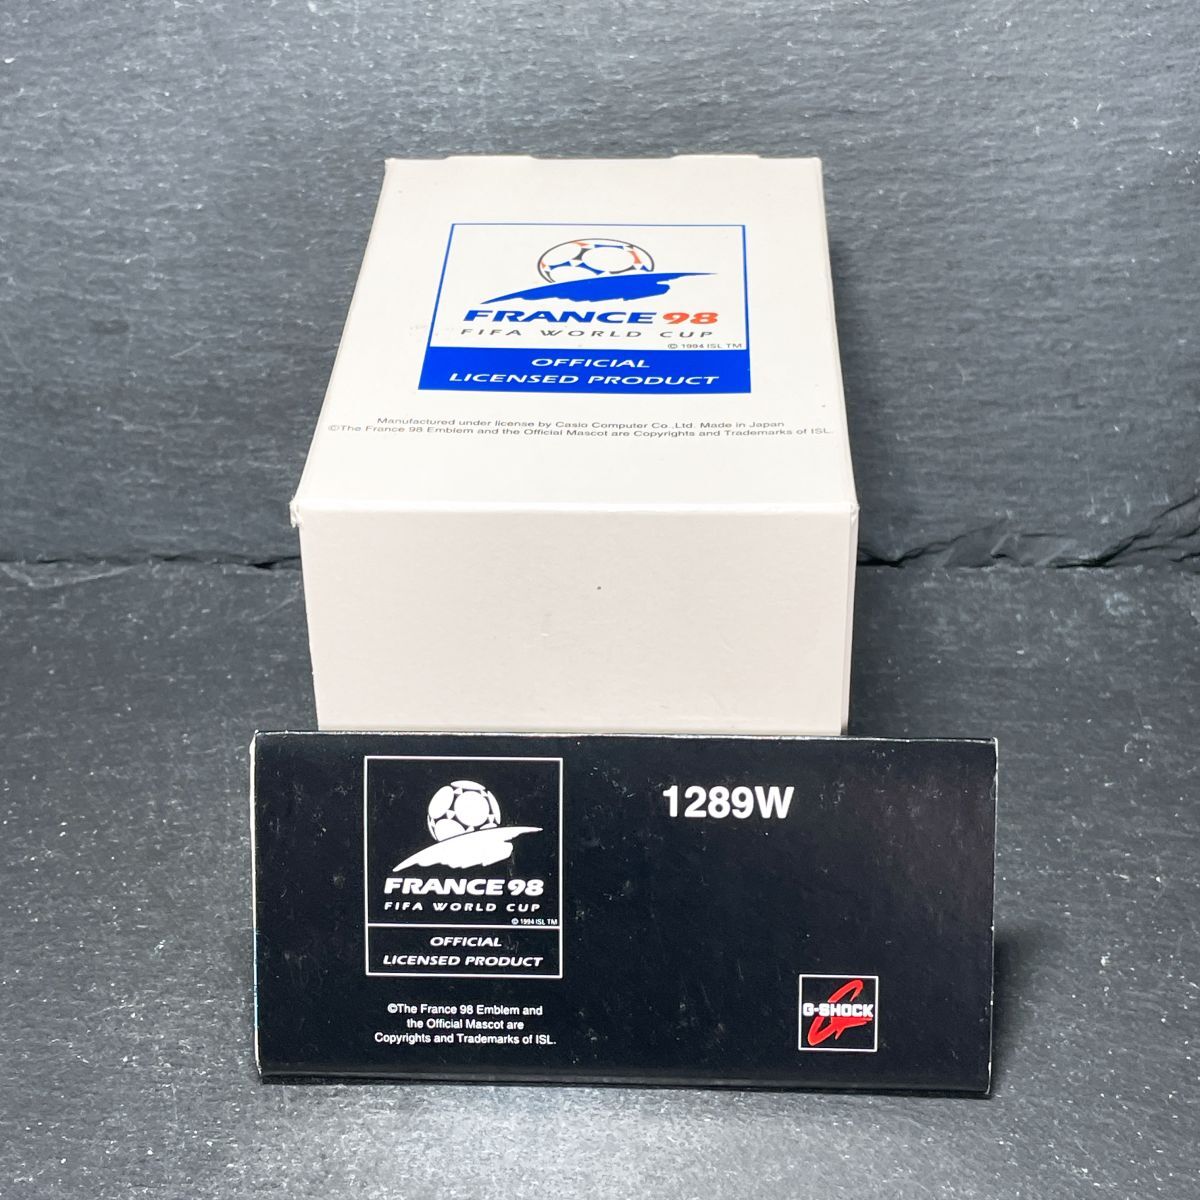 FRANCE 98
FIFA WORLD CUP
© 1994 ISL TM
OFFICIAL
LICENSED PRODUCT
Manufactured under license by Casio Computer Co.,Ltd. Made in Japan
©The France 98 Emblem and the Official Mascot are Copyrights and Trademarks of ISL.
1289W
FRANCE 98
FIFA WORLD CUP
© 1994 ISL TM
OFFICIAL
LICENSED PRODUCT
©The France 98 Emblem and
the Official Mascot are
Copyrights and Trademarks of ISL.
G-SHOCK